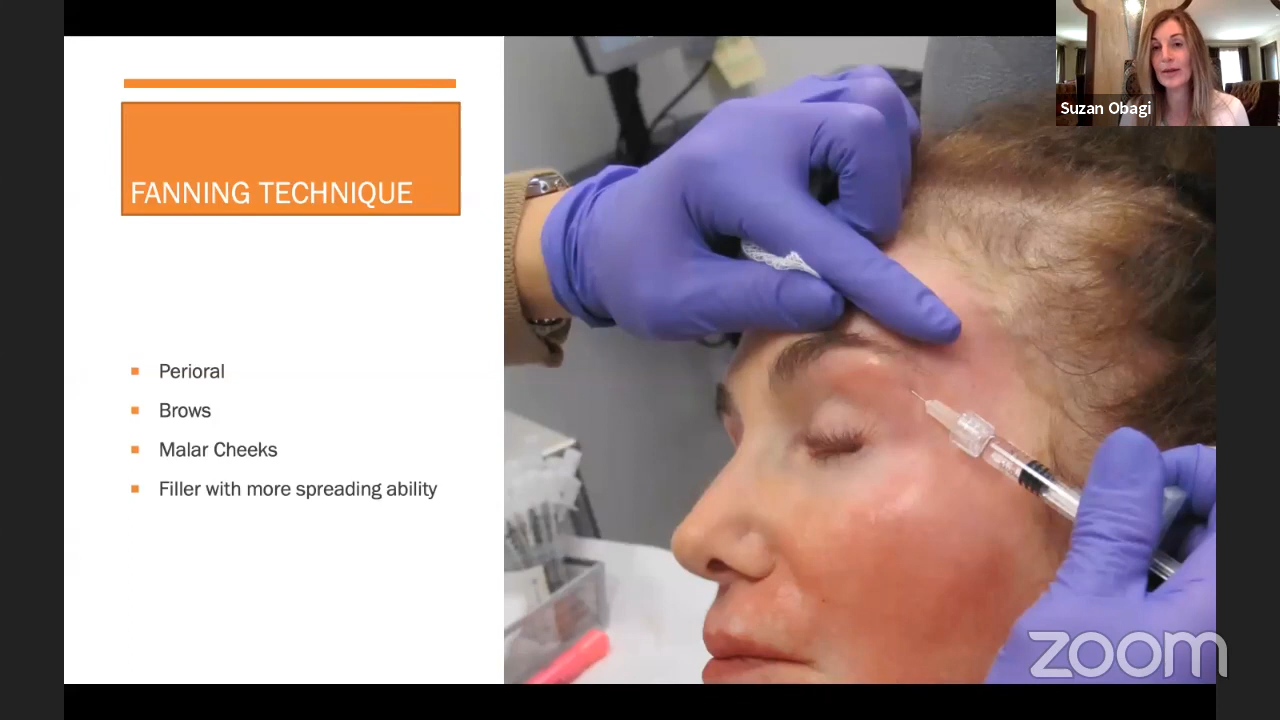 FANNING TECHNIQUE
Perioral
Brows
Malar Cheeks
Filler with more spreading ability
Suzan Obagi
zoom